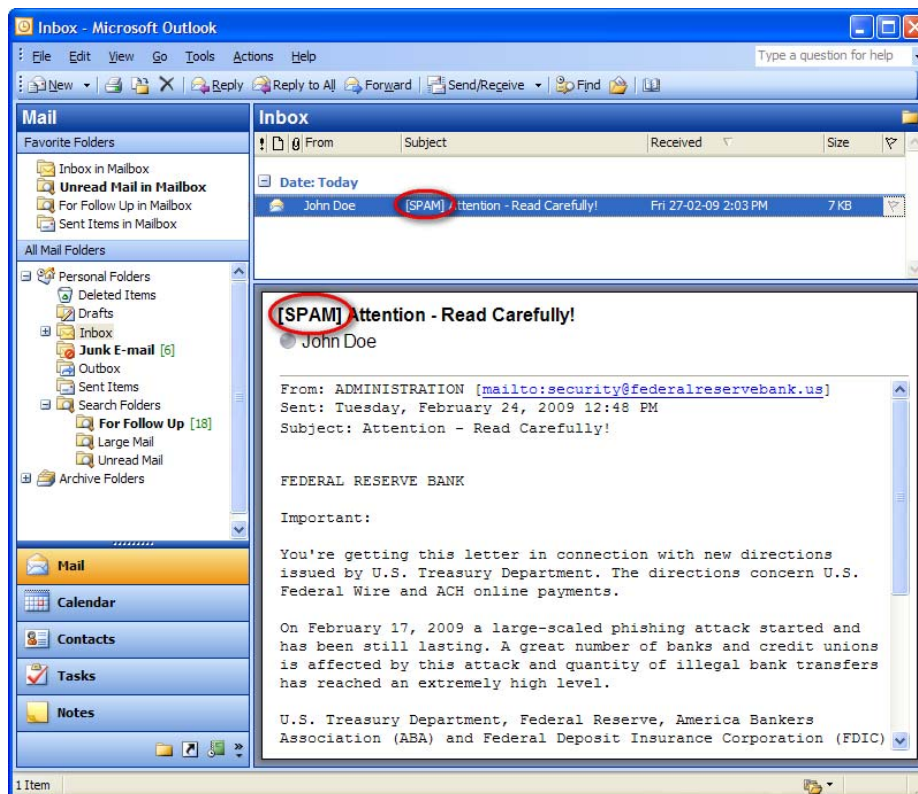 Inbox - Microsoft Outlook
File Edit View Go Tools Actions Help Type a question for help
New Reply Reply to All Forward Send/Receive Find
Mail
Favorite Folders
Inbox in Mailbox
Unread Mail in Mailbox
For Follow Up in Mailbox
Sent Items in Mailbox
All Mail Folders
Personal Folders
Deleted Items
Drafts
Inbox
Junk E-mail [6]
Outbox
Sent Items
Search Folders
For Follow Up [18]
Large Mail
Unread Mail
Archive Folders
Mail
Calendar
Contacts
Tasks
Notes
Inbox
! From Subject Received Size
Date: Today
John Doe [SPAM] Attention - Read Carefully! Fri 27-02-09 2:03 PM 7 KB
[SPAM] Attention - Read Carefully!
John Doe
From: ADMINISTRATION [mailto:security@federalreservebank.us]
Sent: Tuesday, February 24, 2009 12:48 PM
Subject: Attention - Read Carefully!
FEDERAL RESERVE BANK
Important:
You're getting this letter in connection with new directions
issued by U.S. Treasury Department. The directions concern U.S.
Federal Wire and ACH online payments.
On February 17, 2009 a large-scaled phishing attack started and
has been still lasting. A great number of banks and credit unions
is affected by this attack and quantity of illegal bank transfers
has reached an extremely high level.
U.S. Treasury Department, Federal Reserve, America Bankers
Association (ABA) and Federal Deposit Insurance Corporation (FDIC)
1 Item